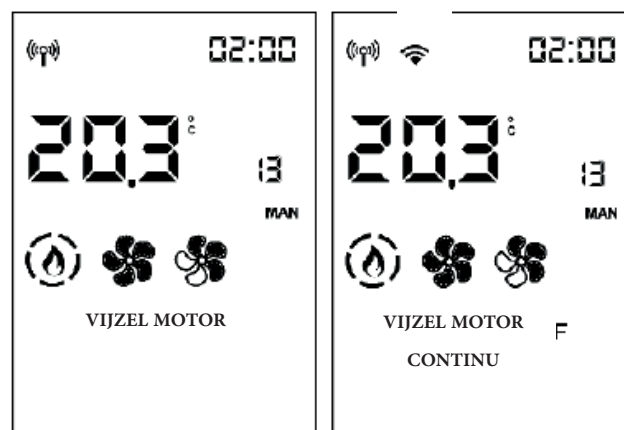 02:00
20,3 °C
13
MAN
VIJZEL MOTOR
02:00
20,3 °C
13
MAN
VIJZEL MOTOR F
CONTINU